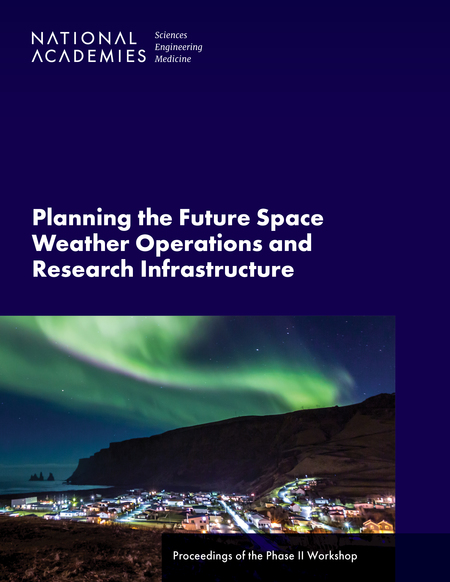 NATIONAL
ACADEMIES
Sciences
Engineering
Medicine
Planning the Future Space
Weather Operations and
Research Infrastructure
Proceedings of the Phase II Workshop